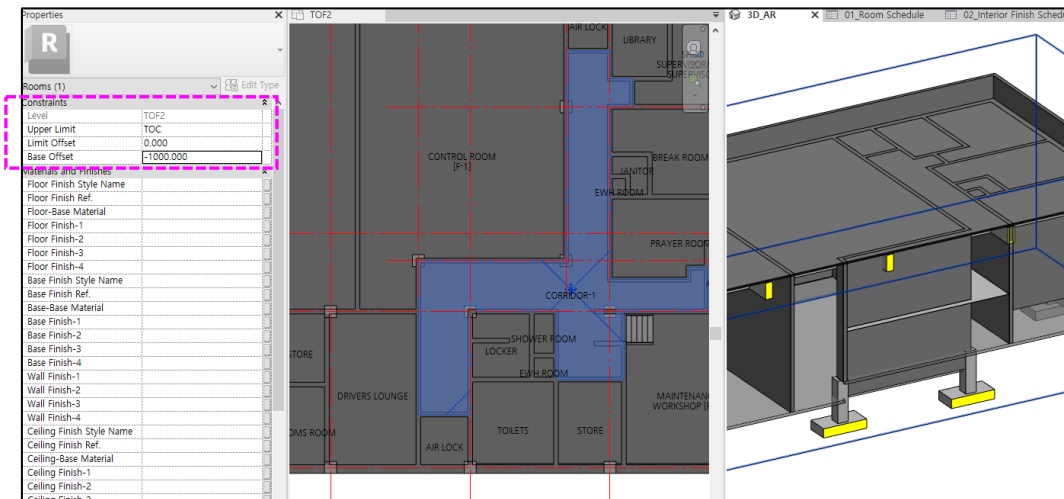 Properties
R
Rooms (1)
Edit Type
Constraints
Level TOF2
Upper Limit TOC
Limit Offset 0.000
Base Offset -1000.000
Materials and Finishes
Floor Finish Style Name
Floor Finish Ref.
Floor-Base Material
Floor Finish-1
Floor Finish-2
Floor Finish-3
Floor Finish-4
Base Finish Style Name
Base Finish Ref.
Base-Base Material
Base Finish-1
Base Finish-2
Base Finish-3
Base Finish-4
Wall Finish-1
Wall Finish-2
Wall Finish-3
Wall Finish-4
Ceiling Finish Style Name
Ceiling Finish Ref.
Ceiling-Base Material
Ceiling Finish-1
Ceiling Finish-2
TOF2
AIR LOCK
LIBRARY
CONTROL ROOM
[F-1]
BREAK ROOM
JANITOR
EWH ROOM
PRAYER ROOM
CORRIDOR-1
STORE
SHOWER ROOM
LOCKER
EWH ROOM
DRIVERS LOUNGE
MAINTENAN
WORKSHOP [F
OMS ROOM
AIR LOCK
TOILETS
STORE
3D_AR
01_Room Schedule
02_Interior Finish Sched